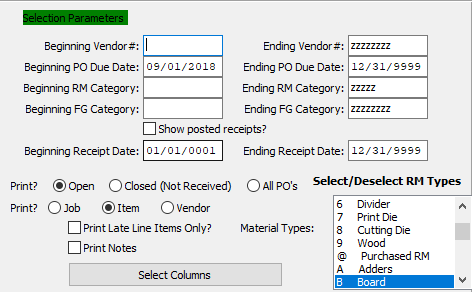 Selection Parameters
Beginning Vendor#: Ending Vendor#: zzzzzzzz
Beginning PO Due Date: 09/01/2018 Ending PO Due Date: 12/31/9999
Beginning RM Category: Ending RM Category: zzzzz
Beginning FG Category: Ending FG Category: zzzzzzzz
Show posted receipts?
Beginning Receipt Date: 01/01/0001 Ending Receipt Date: 12/31/9999
Print? Open Closed (Not Received) All PO's Select/Deselect RM Types
Print? Job Item Vendor
Print Late Line Items Only? Material Types:
Print Notes
Select Columns
6 Divider
7 Print Die
8 Cutting Die
9 Wood
@ Purchased RM
A Adders
B Board